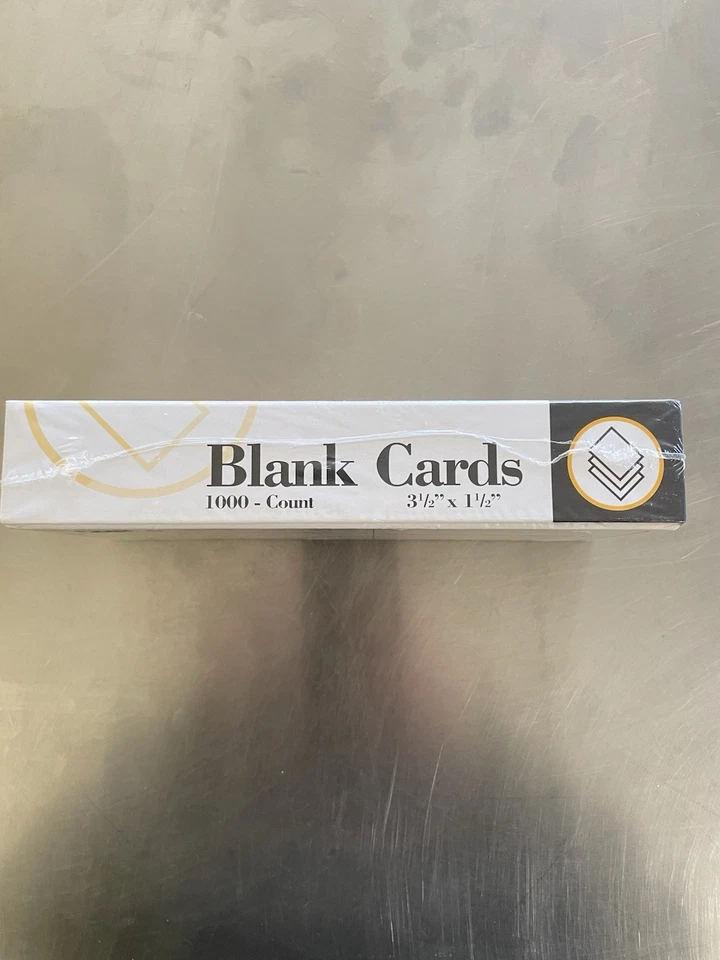 Blank Cards
1000 - Count 3½” x 1½”